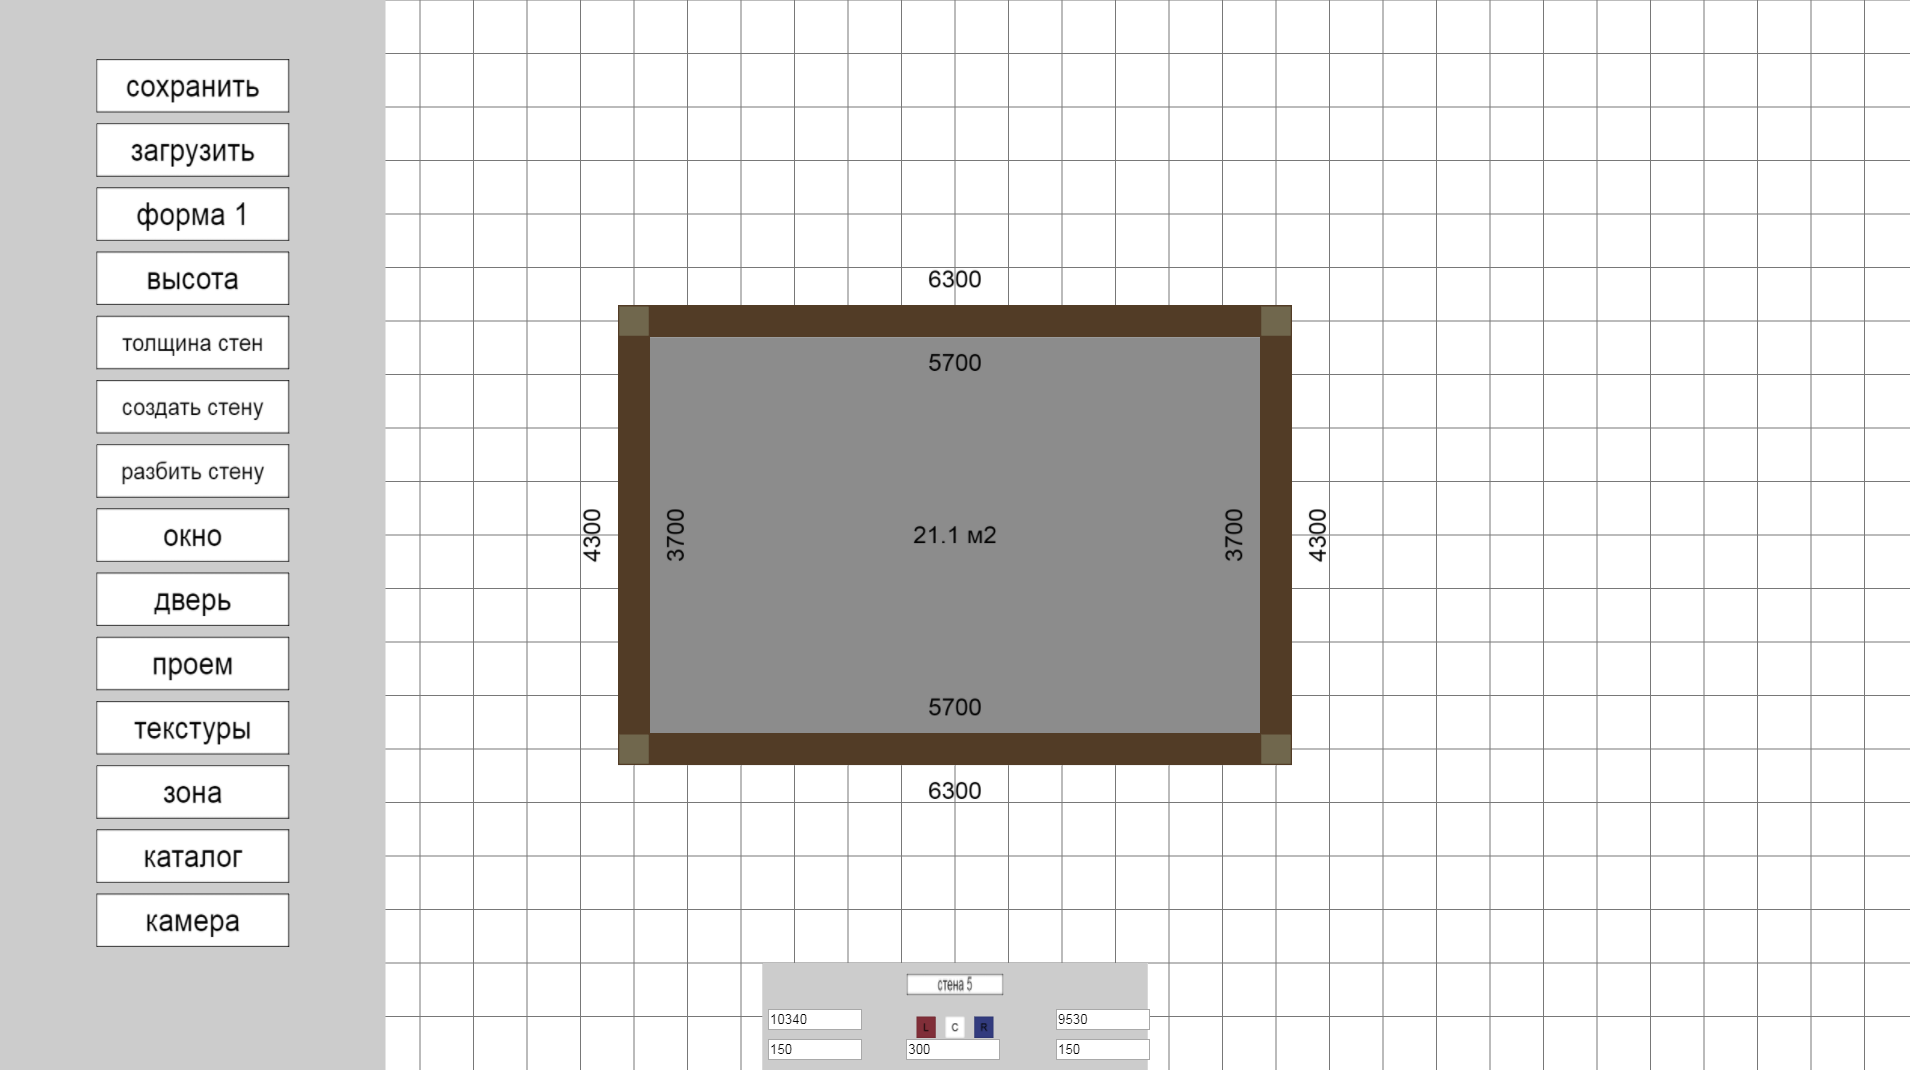 сохранить
загрузить
форма 1
высота
толщина стен
создать стену
разбить стену
окно
дверь
проем
текстуры
зона
каталог
камера
6300
5700
4300
3700
21.1 м2
3700
4300
5700
6300
стена 5
10340
L C R
9530
150
300
150